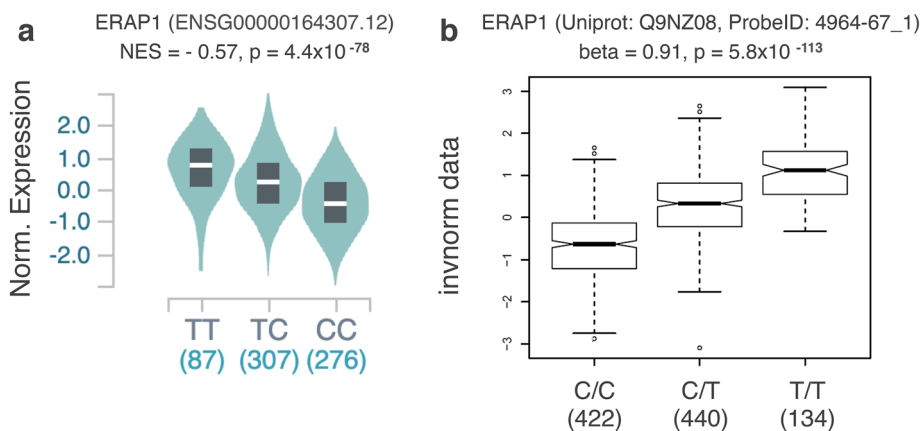 a
ERAP1 (ENSG00000164307.12)
NES = - 0.57, p = 4.4x10 -78
Norm. Expression
2.0
1.0
0.0
-1.0
-2.0
TT TC CC
(87) (307) (276)
b
ERAP1 (Uniprot: Q9NZ08, ProbeID: 4964-67_1)
beta = 0.91, p = 5.8x10 -113
invnorm data
3
2
1
0
-1
-2
-3
C/C C/T T/T
(422) (440) (134)